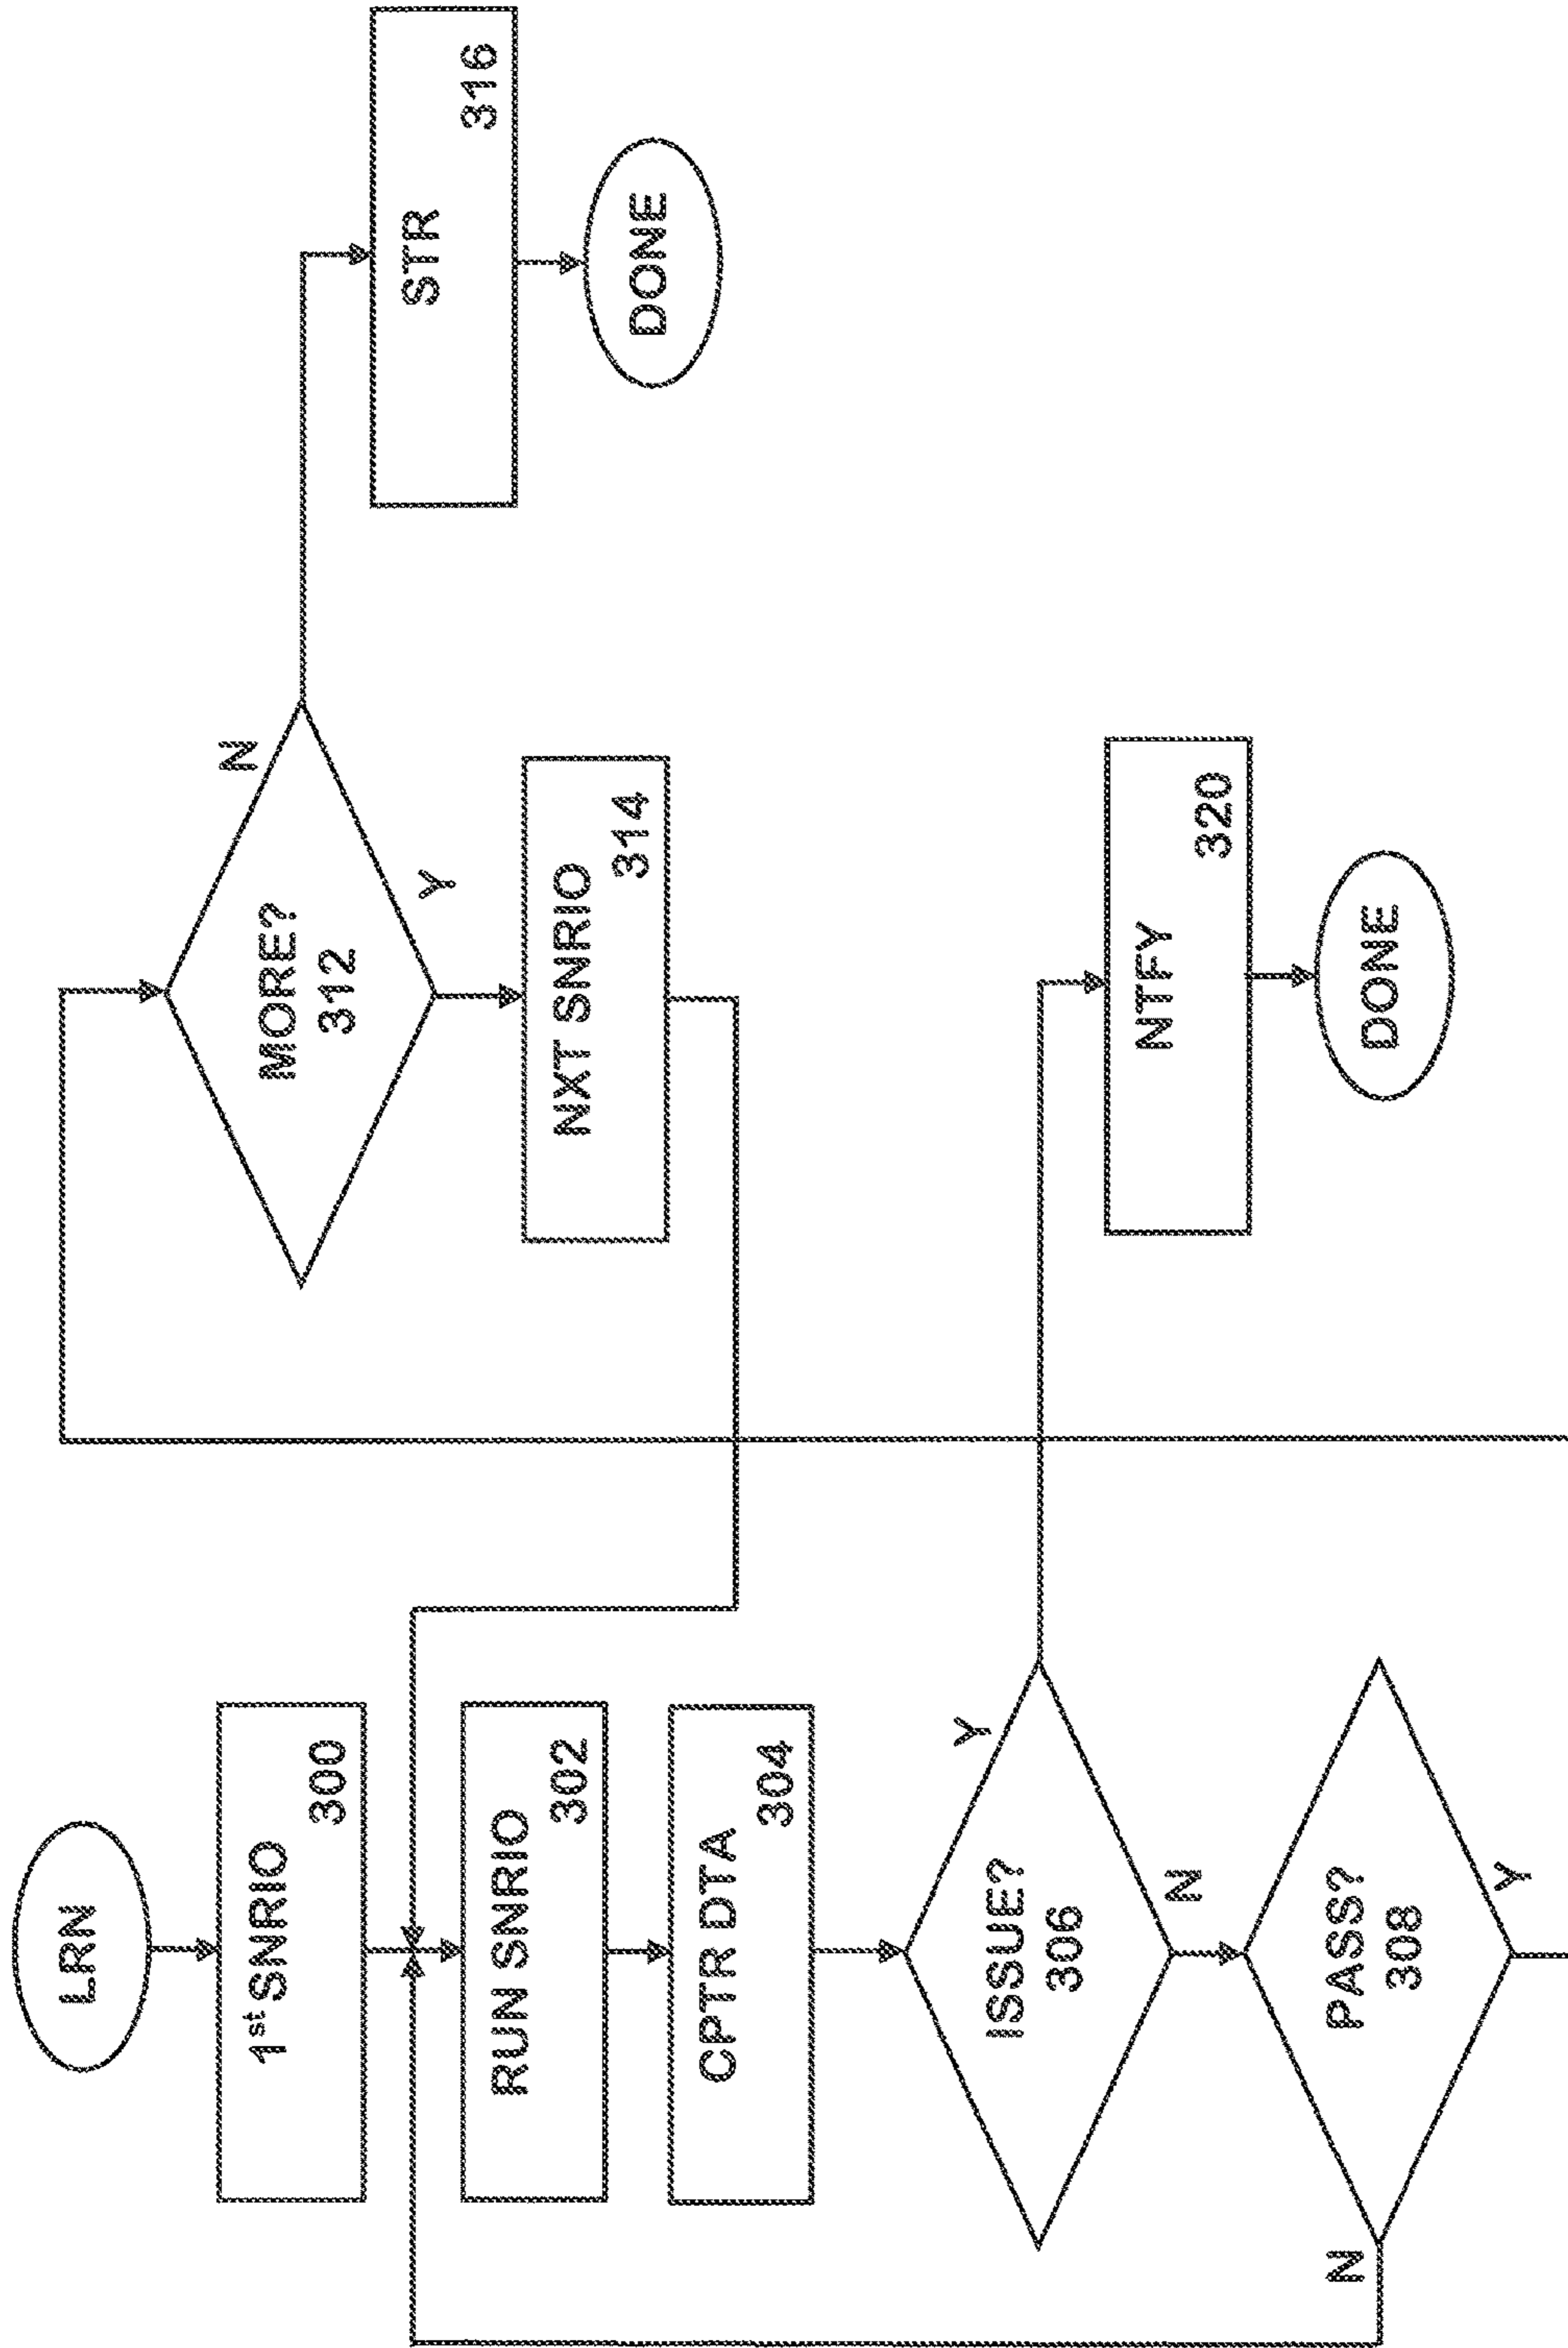 LRN
1st SNRIO
300
RUN SNRIO
302
CPTR DTA
304
ISSUE?
306
Y
N
PASS?
308
N
Y
MORE?
312
N
Y
NXT SNRIO
314
STR
316
DONE
NTFY
320
DONE